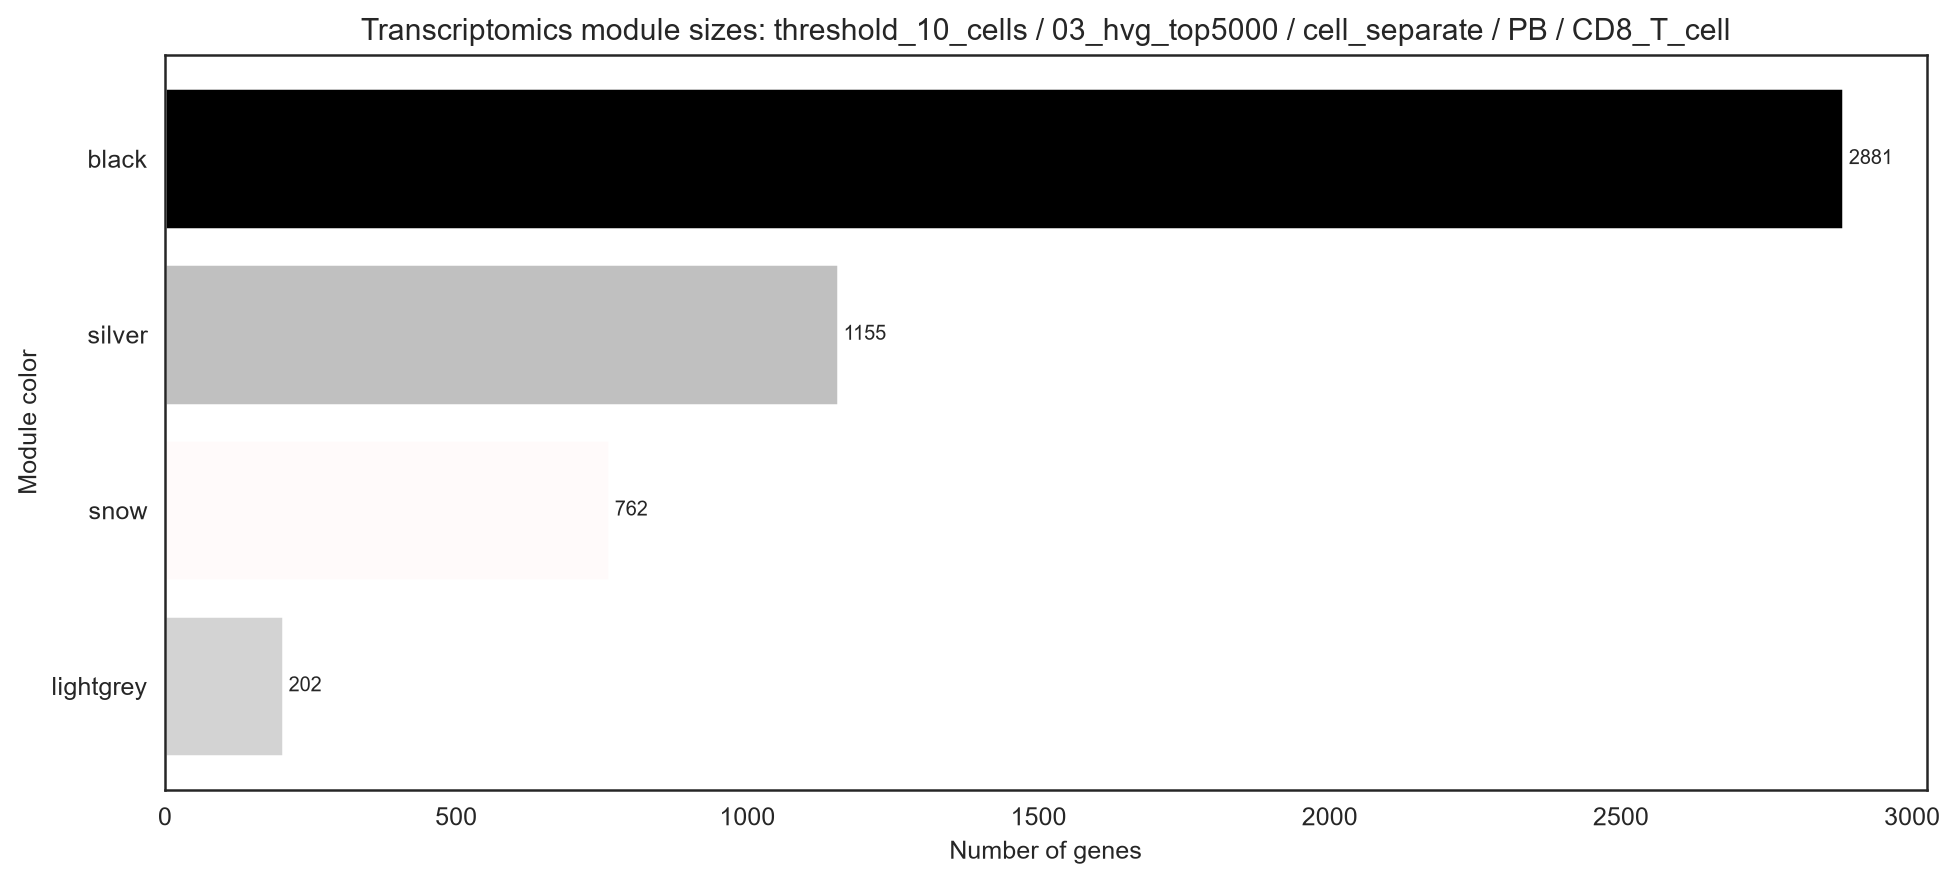 Transcriptomics module sizes: threshold_10_cells / 03_hvg_top5000 / cell_separate / PB / CD8_T_cell
Module color
black
2881
silver
1155
snow
762
lightgrey
202
0 500 1000 1500 2000 2500 3000
Number of genes